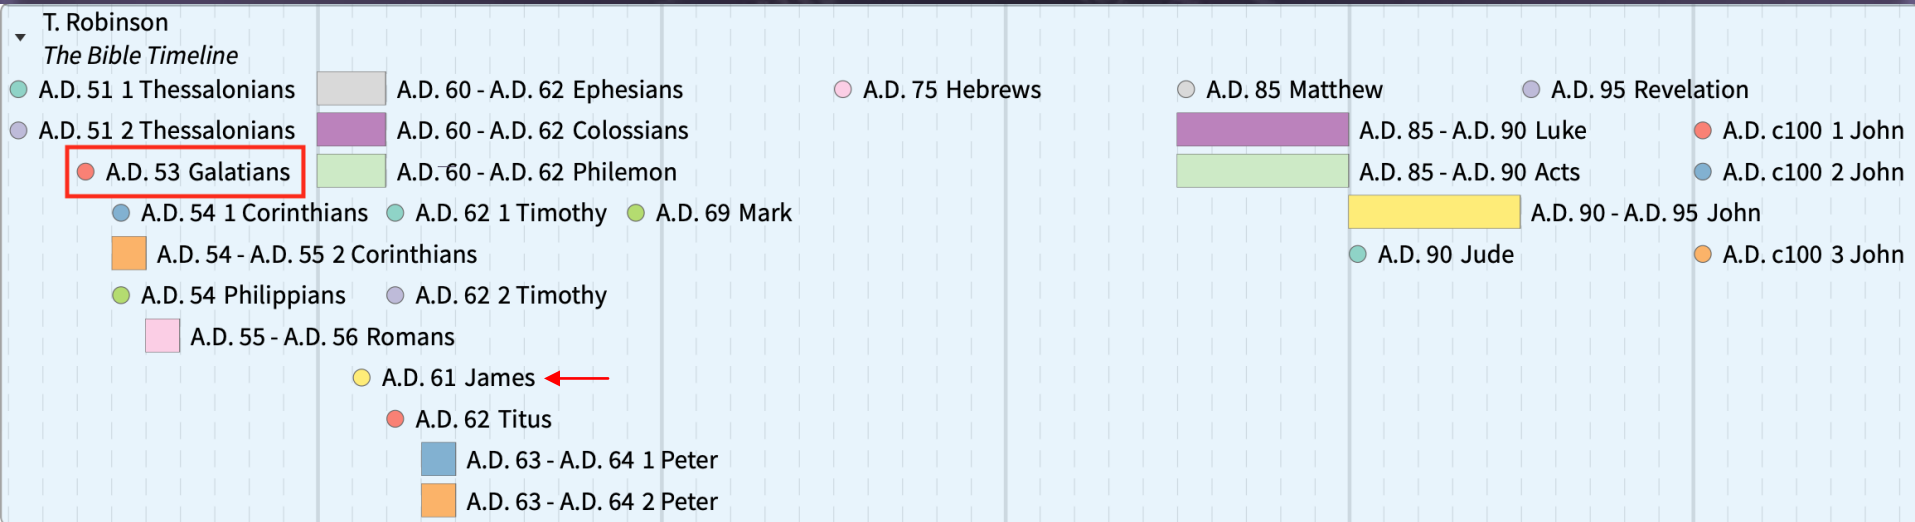 T. Robinson
The Bible Timeline
A.D. 51 1 Thessalonians A.D. 60 - A.D. 62 Ephesians A.D. 75 Hebrews A.D. 85 Matthew A.D. 95 Revelation
A.D. 51 2 Thessalonians A.D. 60 - A.D. 62 Colossians A.D. 85 - A.D. 90 Luke A.D. c100 1 John
A.D. 53 Galatians A.D. 60 - A.D. 62 Philemon A.D. 85 - A.D. 90 Acts A.D. c100 2 John
A.D. 54 1 Corinthians A.D. 62 1 Timothy A.D. 69 Mark A.D. 90 - A.D. 95 John
A.D. 54 - A.D. 55 2 Corinthians A.D. 90 Jude A.D. c100 3 John
A.D. 54 Philippians A.D. 62 2 Timothy
A.D. 55 - A.D. 56 Romans
A.D. 61 James
A.D. 62 Titus
A.D. 63 - A.D. 64 1 Peter
A.D. 63 - A.D. 64 2 Peter